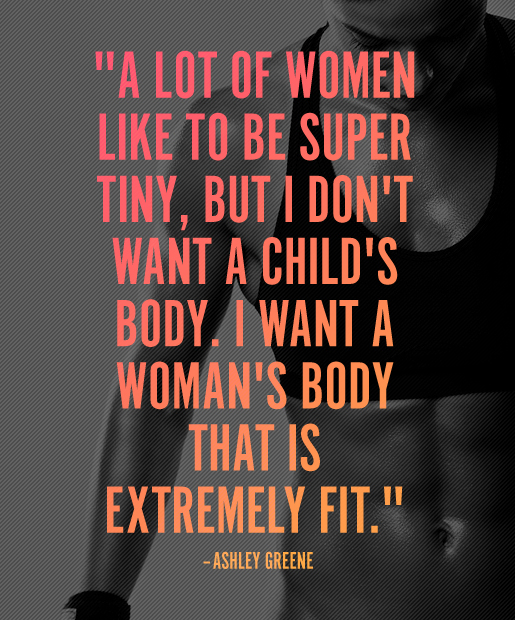 "A LOT OF WOMEN
LIKE TO BE SUPER
TINY, BUT I DON'T
WANT A CHILD'S
BODY. I WANT A
WOMAN'S BODY
THAT IS
EXTREMELY FIT."
–ASHLEY GREENE